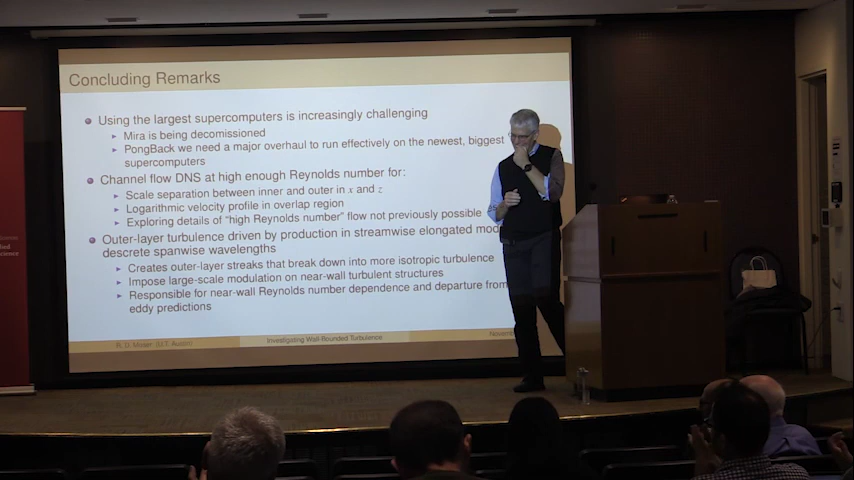 Concluding Remarks
Using the largest supercomputers is increasingly challenging
Mira is being decomissioned
PongBack we need a major overhaul to run effectively on the newest, biggest
supercomputers
Channel flow DNS at high enough Reynolds number for:
Scale separation between inner and outer in x and z
Logarithmic velocity profile in overlap region
Exploring details of "high Reynolds number" flow not previously possible
Outer-layer turbulence driven by production in streamwise elongated
descrete spanwise wavelengths
Creates outer-layer streaks that break down into more isotropic turbulence
Impose large-scale modulation on near-wall turbulent structures
Responsible for near-wall Reynolds number dependence and departure from
eddy predictions
R. D. Moser (U.T. Austin) Investigating Wall-Bounded Turbulence